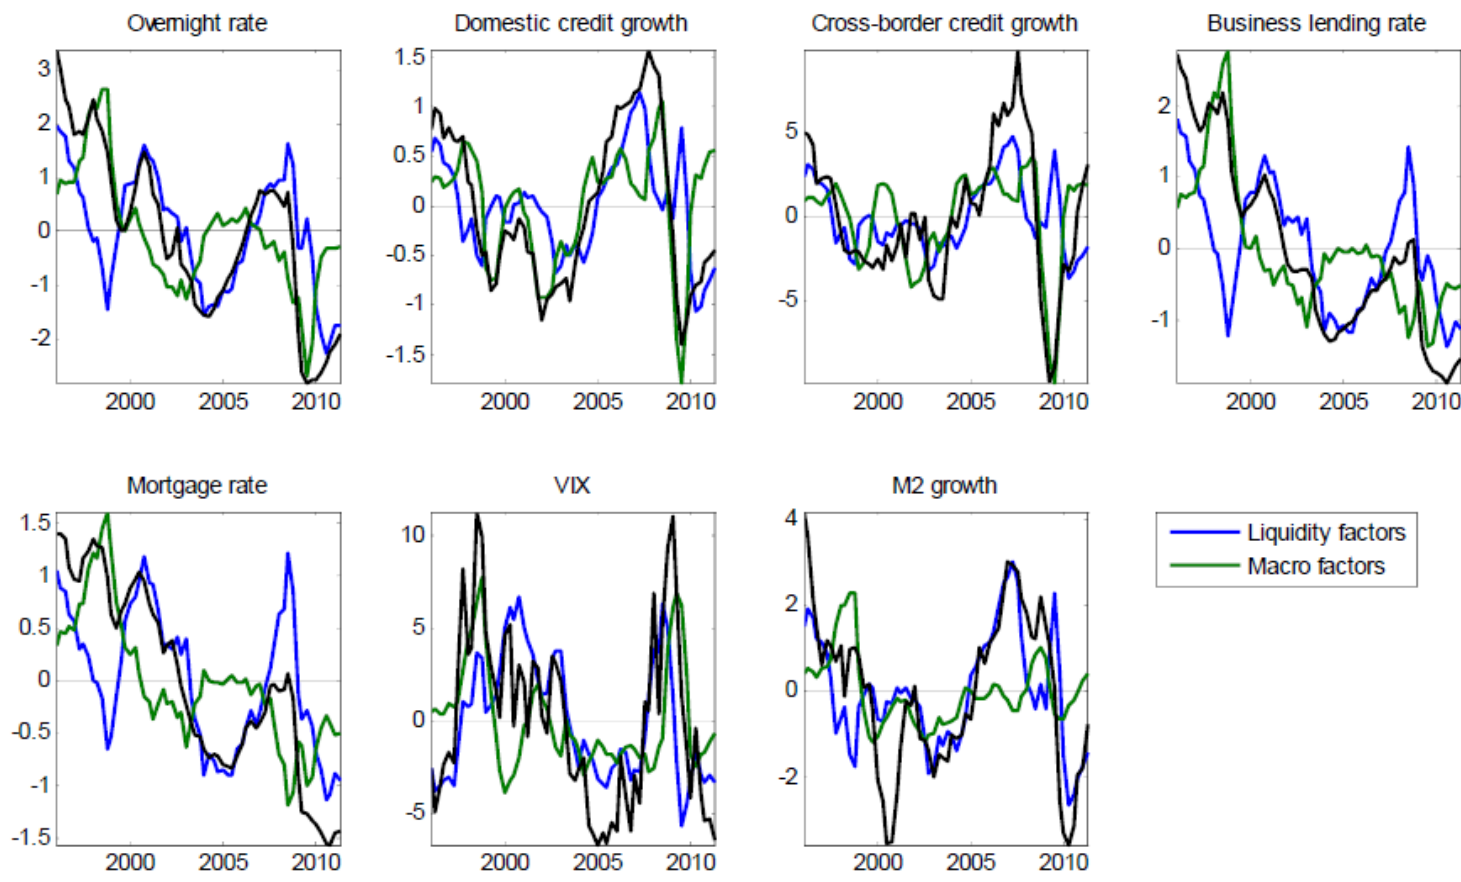 Overnight rate
Domestic credit growth
Cross-border credit growth
Business lending rate
3
2
1
0
-1
-2
2000 2005 2010
1.5
1
0.5
0
-0.5
-1
-1.5
2000 2005 2010
5
0
-5
2000 2005 2010
2
1
0
-1
2000 2005 2010
Mortgage rate
VIX
M2 growth
1.5
1
0.5
0
-0.5
-1
-1.5
2000 2005 2010
10
5
0
-5
2000 2005 2010
4
2
0
-2
2000 2005 2010
Liquidity factors
Macro factors